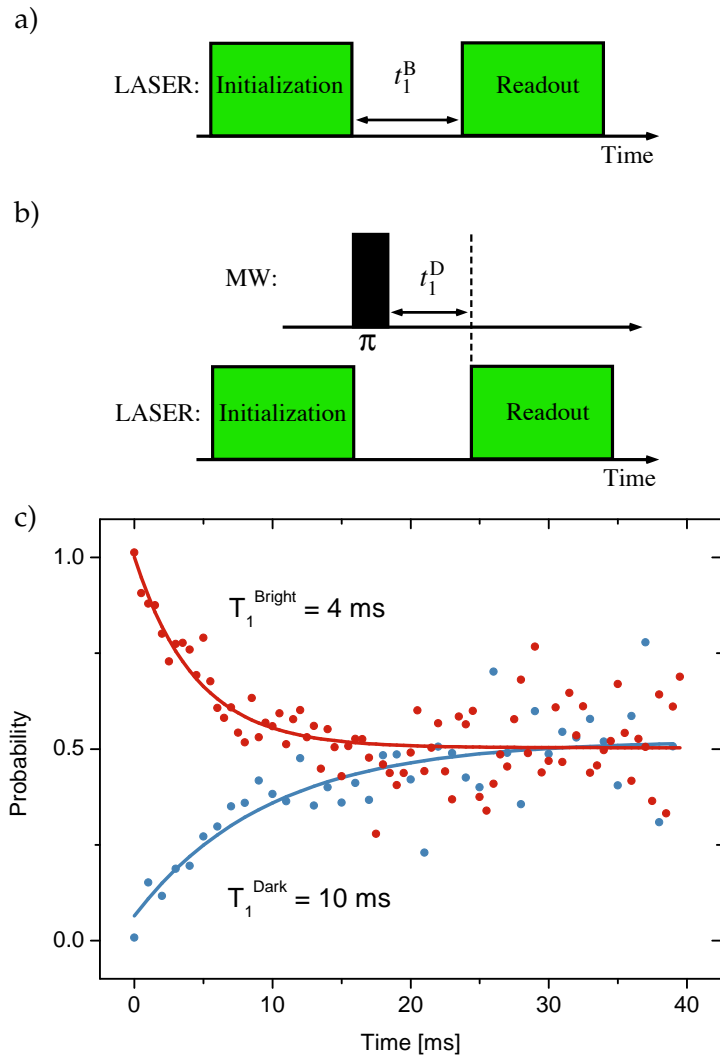 a)
LASER: Initialization t₁ᴮ Readout
Time
b)
MW: t₁ᴰ
π
LASER: Initialization Readout
Time
c)
1.0
T₁ᴮʳⁱᵍʰᵗ = 4 ms
0.5
Probability
T₁ᴰᵃʳᵏ = 10 ms
0.0
0 10 20 30 40
Time [ms]